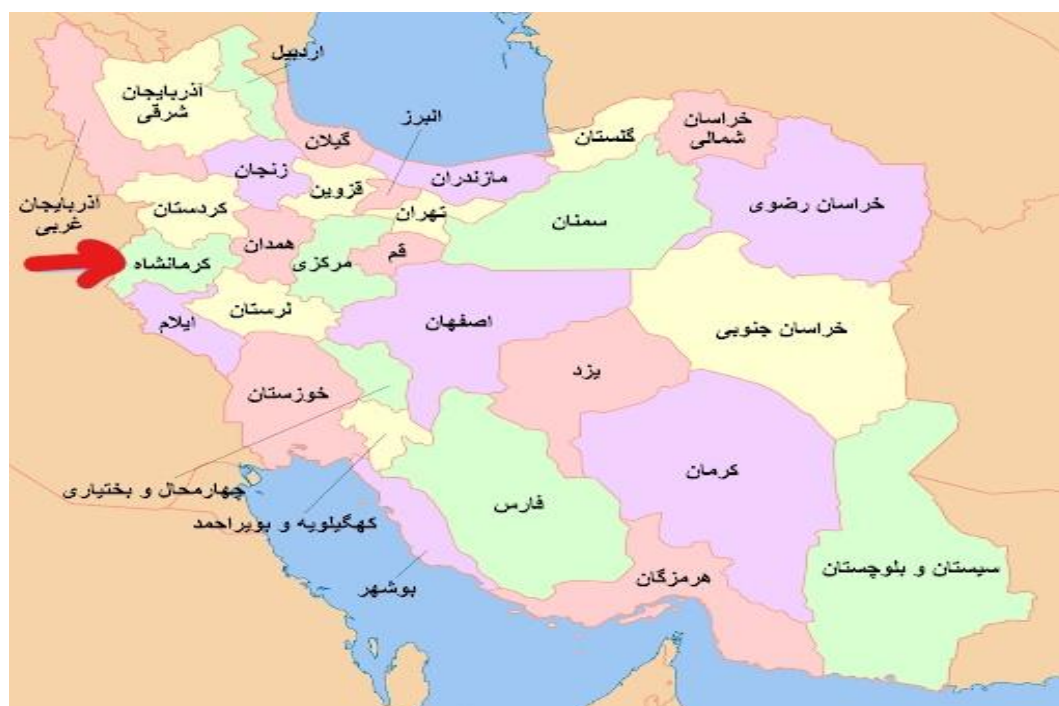 اردبیل
آذربایجان
شرقی
گیلان
البرز
گلستان
خراسان
شمالی
زنجان
قزوین
مازندران
آذربایجان
غربی
کردستان
تهران
سمنان
خراسان رضوی
همدان
قم
مرکزی
کرمانشاه
لرستان
ایلام
اصفهان
خراسان جنوبی
یزد
خوزستان
کرمان
چهارمحال و بختیاری
فارس
کهگیلویه و بویراحمد
سیستان و بلوچستان
هرمزگان
بوشهر